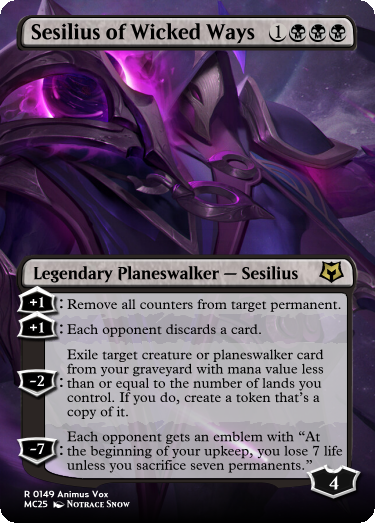 Sesilius of Wicked Ways 1
Legendary Planeswalker — Sesilius
+1: Remove all counters from target permanent.
+1: Each opponent discards a card.
Exile target creature or planeswalker card
from your graveyard with mana value less
-2: than or equal to the number of lands you
control. If you do, create a token that's a
copy of it.
Each opponent gets an emblem with “At
-7: the beginning of your upkeep, you lose 7 life
unless you sacrifice seven permanents.”
4
R 0149 Animus Vox
MC25 Notrace Snow